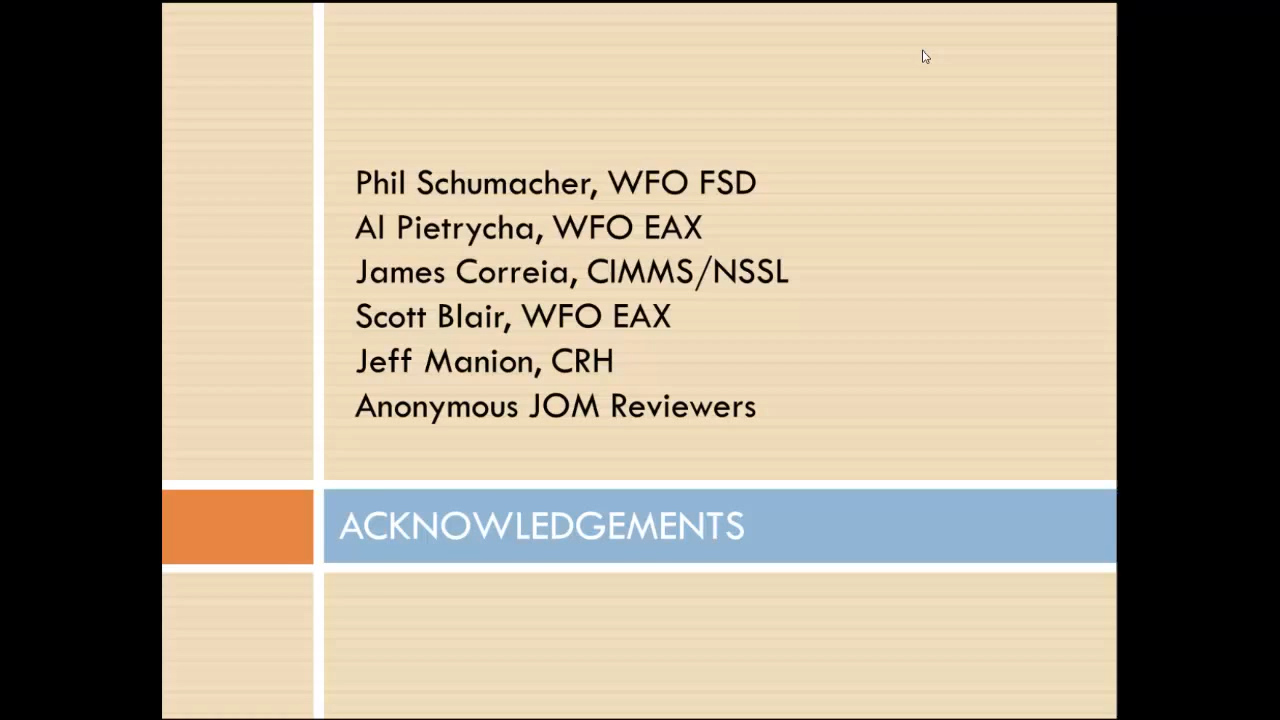 Phil Schumacher, WFO FSD
Al Pietrycha, WFO EAX
James Correia, CIMMS/NSSL
Scott Blair, WFO EAX
Jeff Manion, CRH
Anonymous JOM Reviewers
ACKNOWLEDGEMENTS